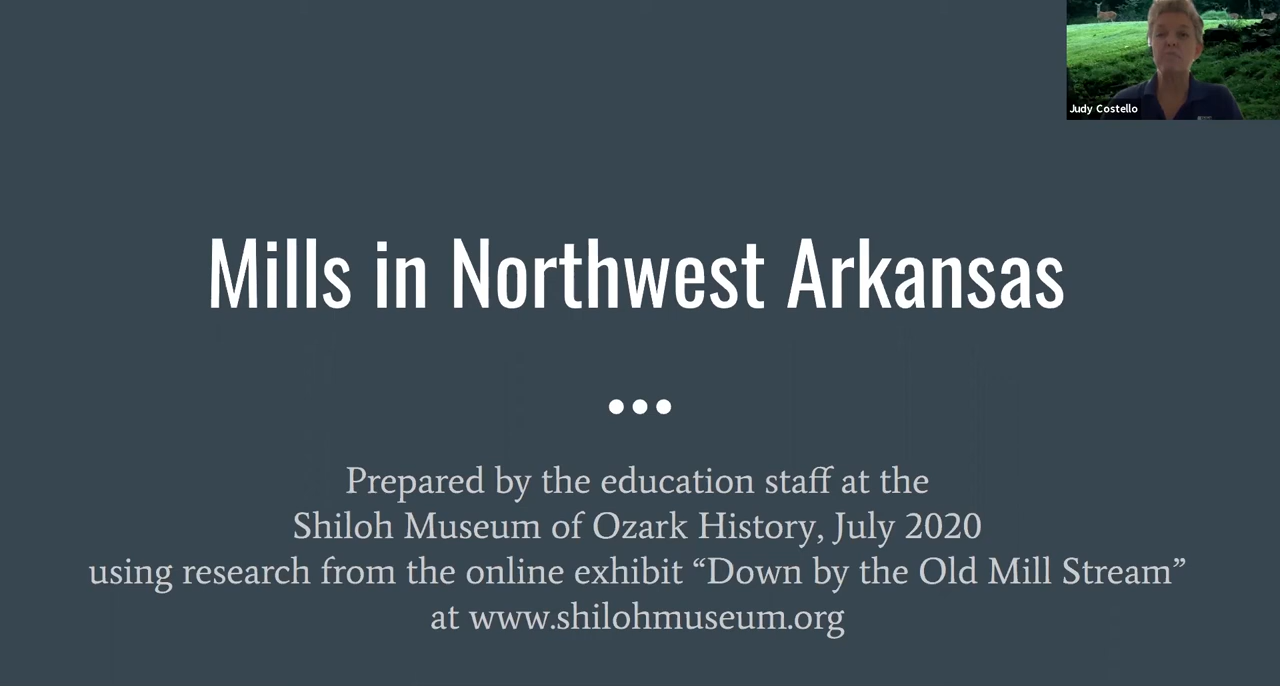 Judy Costello
Mills in Northwest Arkansas
Prepared by the education staff at the
Shiloh Museum of Ozark History, July 2020
using research from the online exhibit “Down by the Old Mill Stream”
at www.shilohmuseum.org